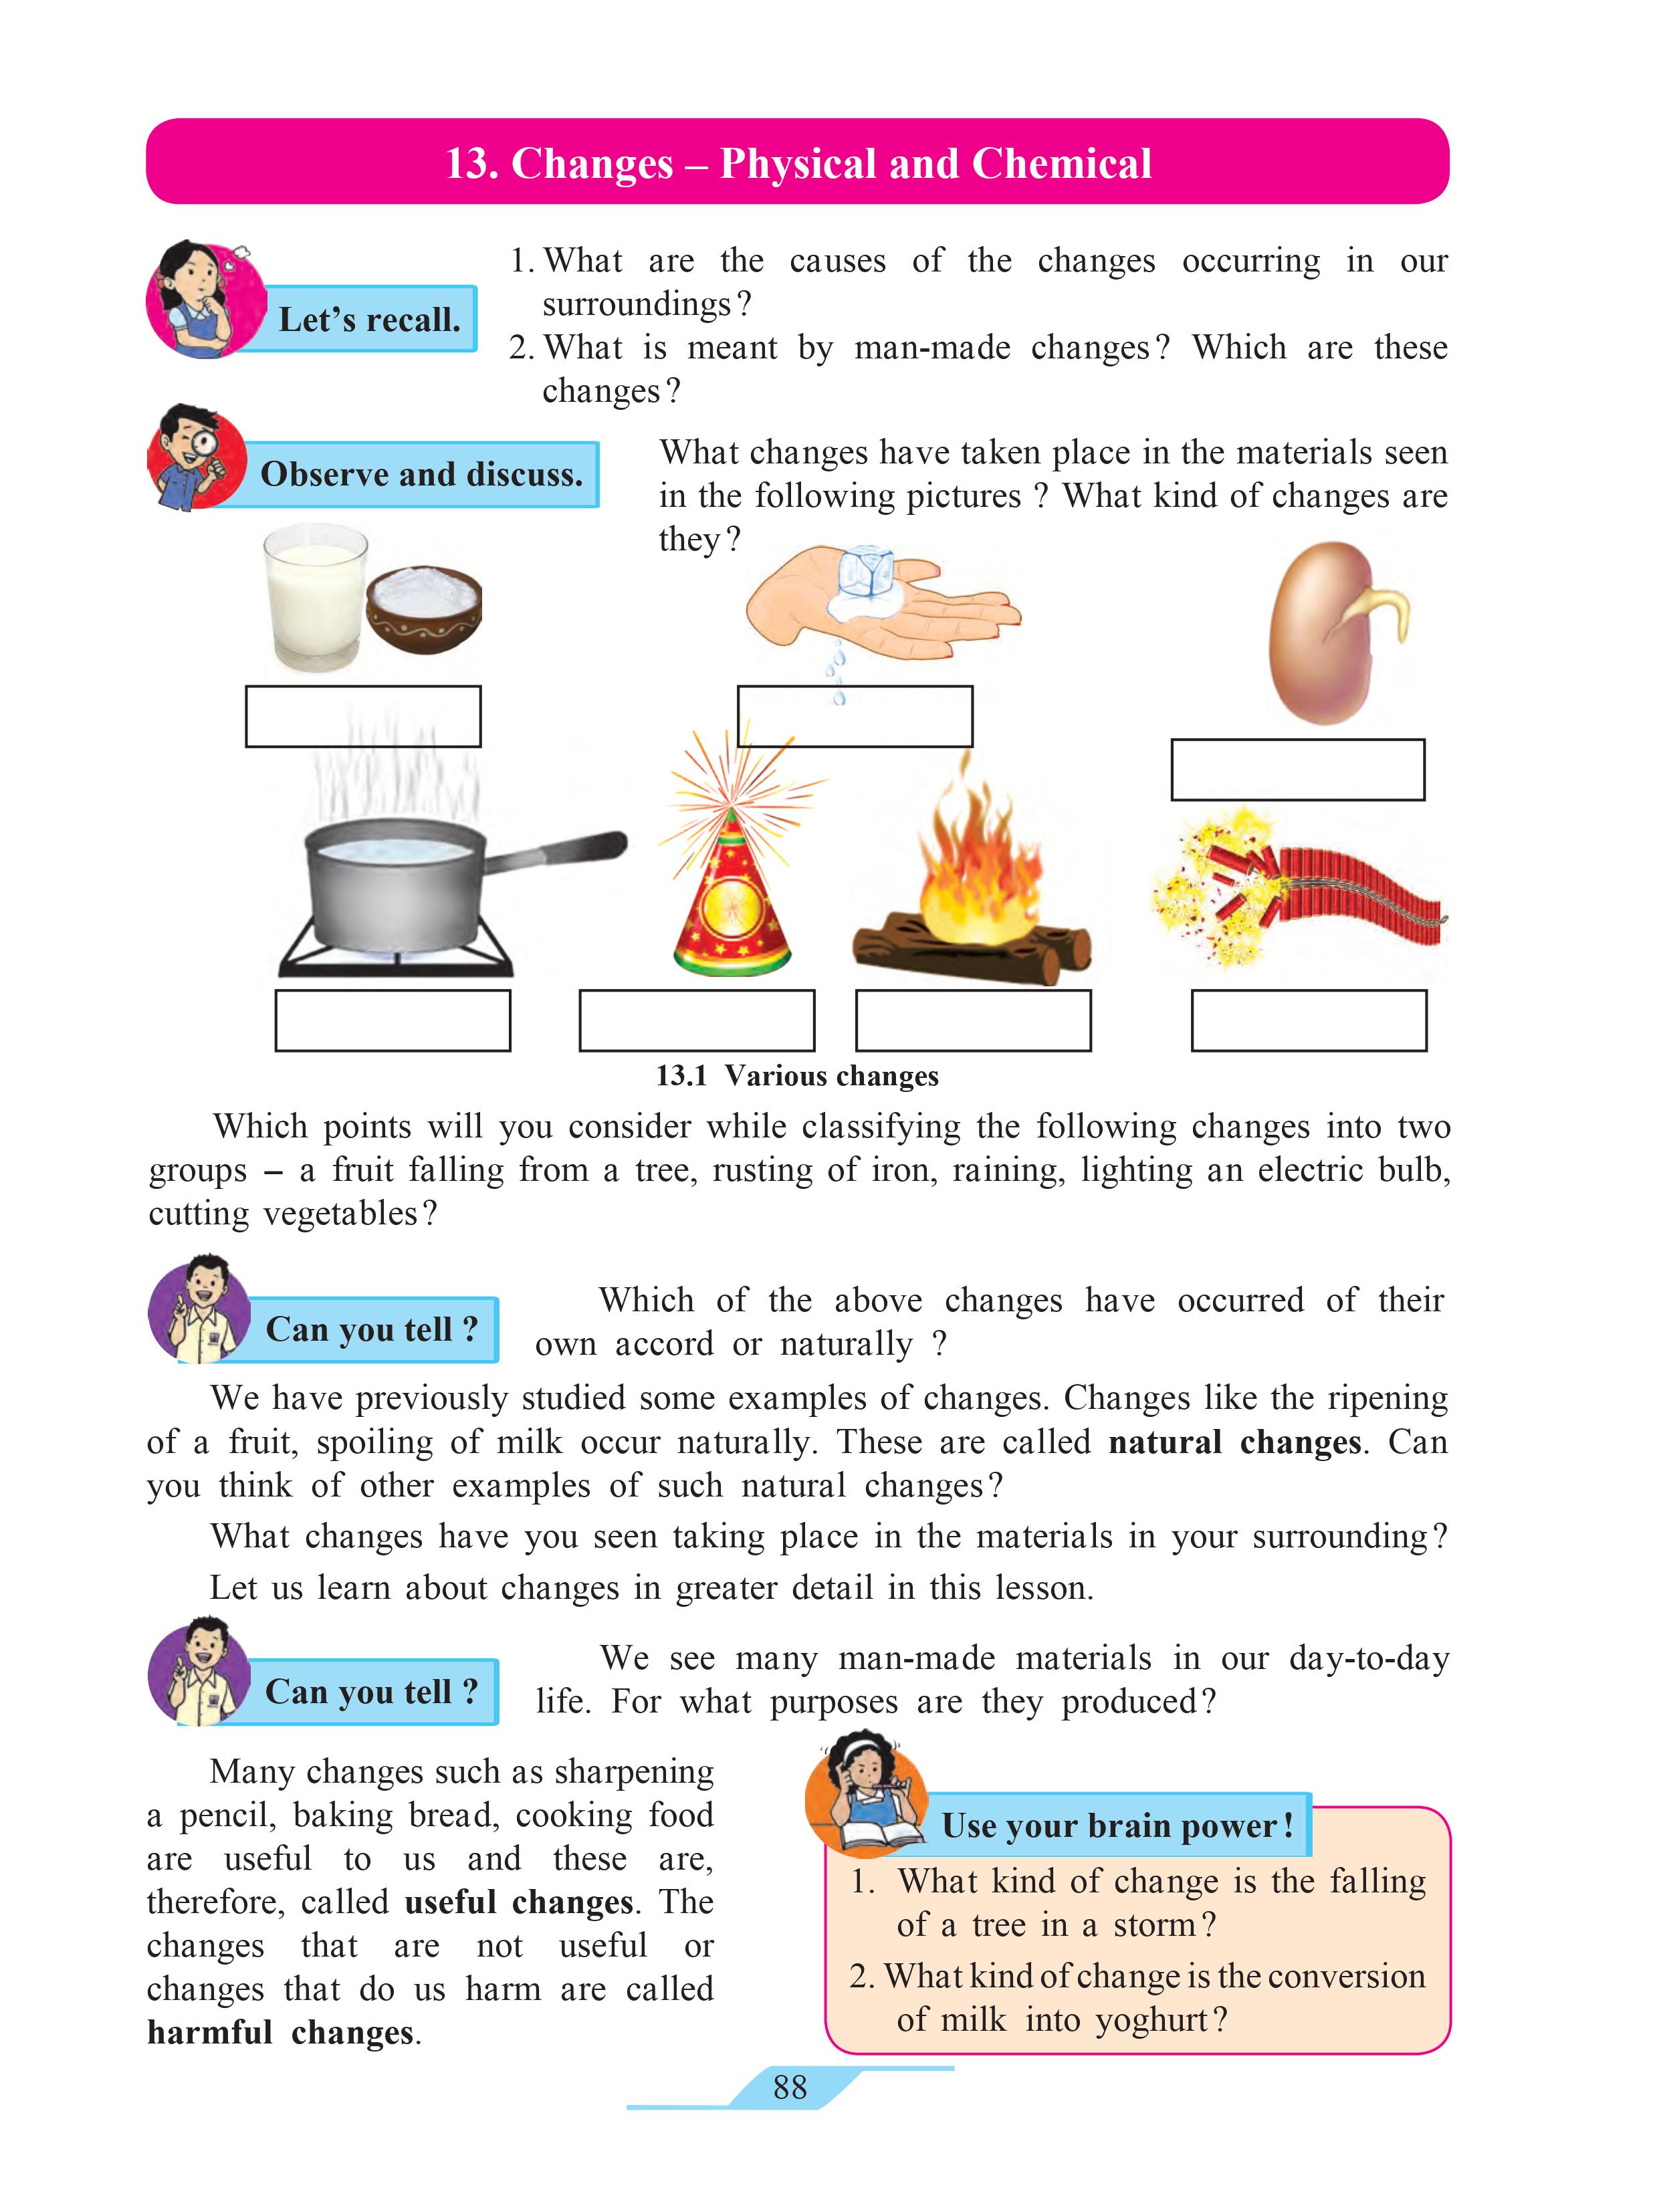 13. Changes – Physical and Chemical
Let’s recall.
1. What are the causes of the changes occurring in our
surroundings?
2. What is meant by man-made changes? Which are these
changes?
Observe and discuss.
What changes have taken place in the materials seen
in the following pictures ? What kind of changes are
they?
13.1 Various changes
Which points will you consider while classifying the following changes into two
groups – a fruit falling from a tree, rusting of iron, raining, lighting an electric bulb,
cutting vegetables?
Can you tell ?
Which of the above changes have occurred of their
own accord or naturally ?
We have previously studied some examples of changes. Changes like the ripening
of a fruit, spoiling of milk occur naturally. These are called natural changes. Can
you think of other examples of such natural changes?
What changes have you seen taking place in the materials in your surrounding?
Let us learn about changes in greater detail in this lesson.
Can you tell ?
We see many man-made materials in our day-to-day
life. For what purposes are they produced?
Many changes such as sharpening
a pencil, baking bread, cooking food
are useful to us and these are,
therefore, called useful changes. The
changes that are not useful or
changes that do us harm are called
harmful changes.
Use your brain power!
1. What kind of change is the falling
of a tree in a storm?
2. What kind of change is the conversion
of milk into yoghurt?
88